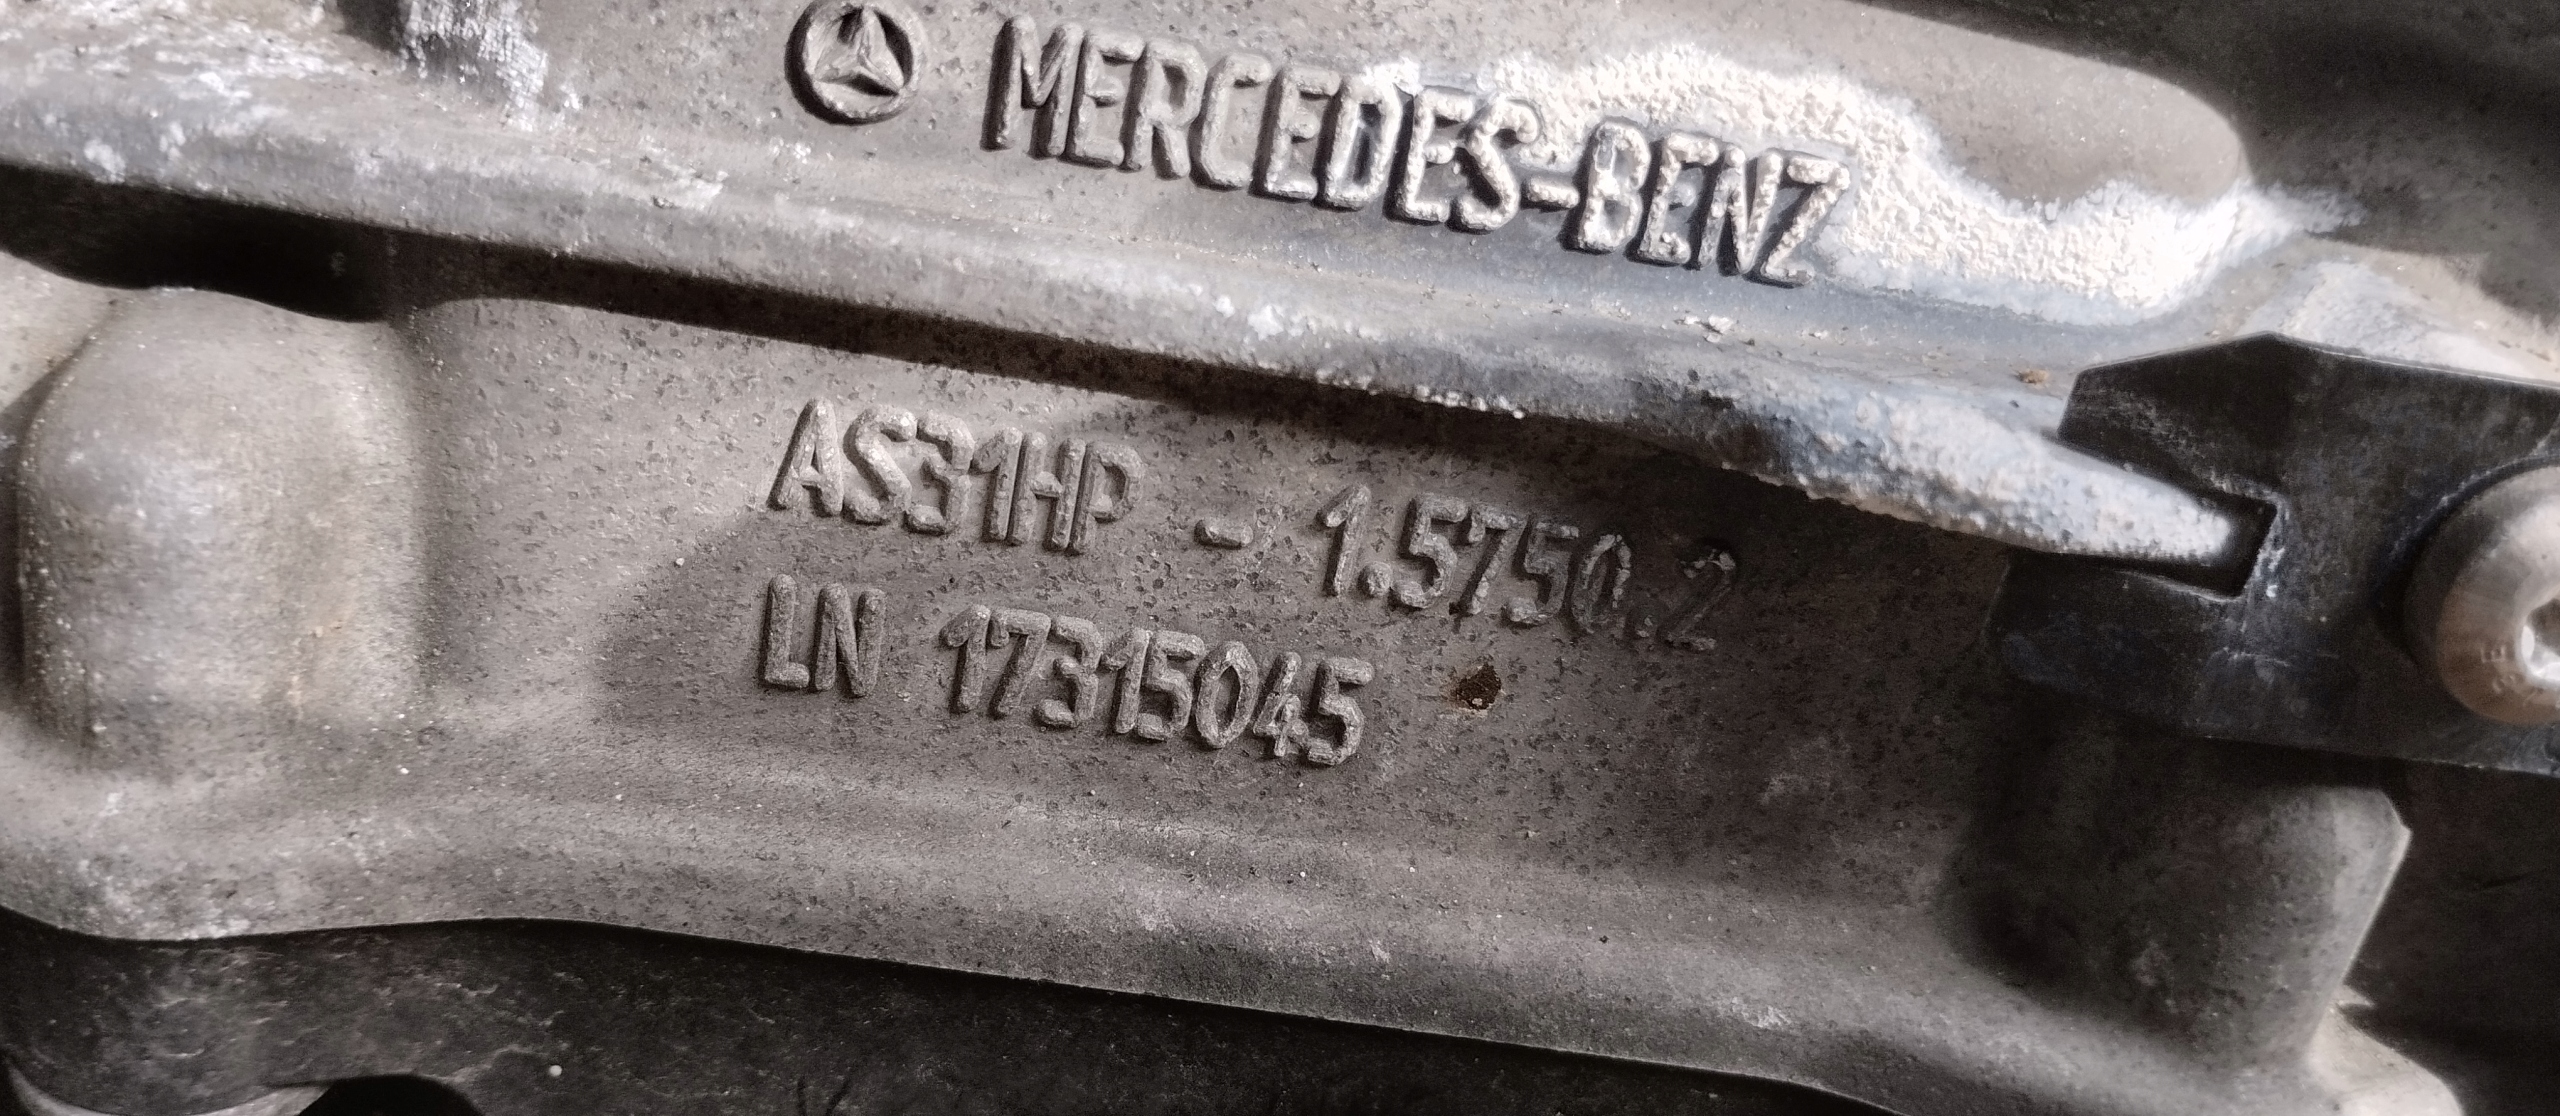 MERCEDES-BENZ
AS31HP - 1.5750.2
LN 17315045